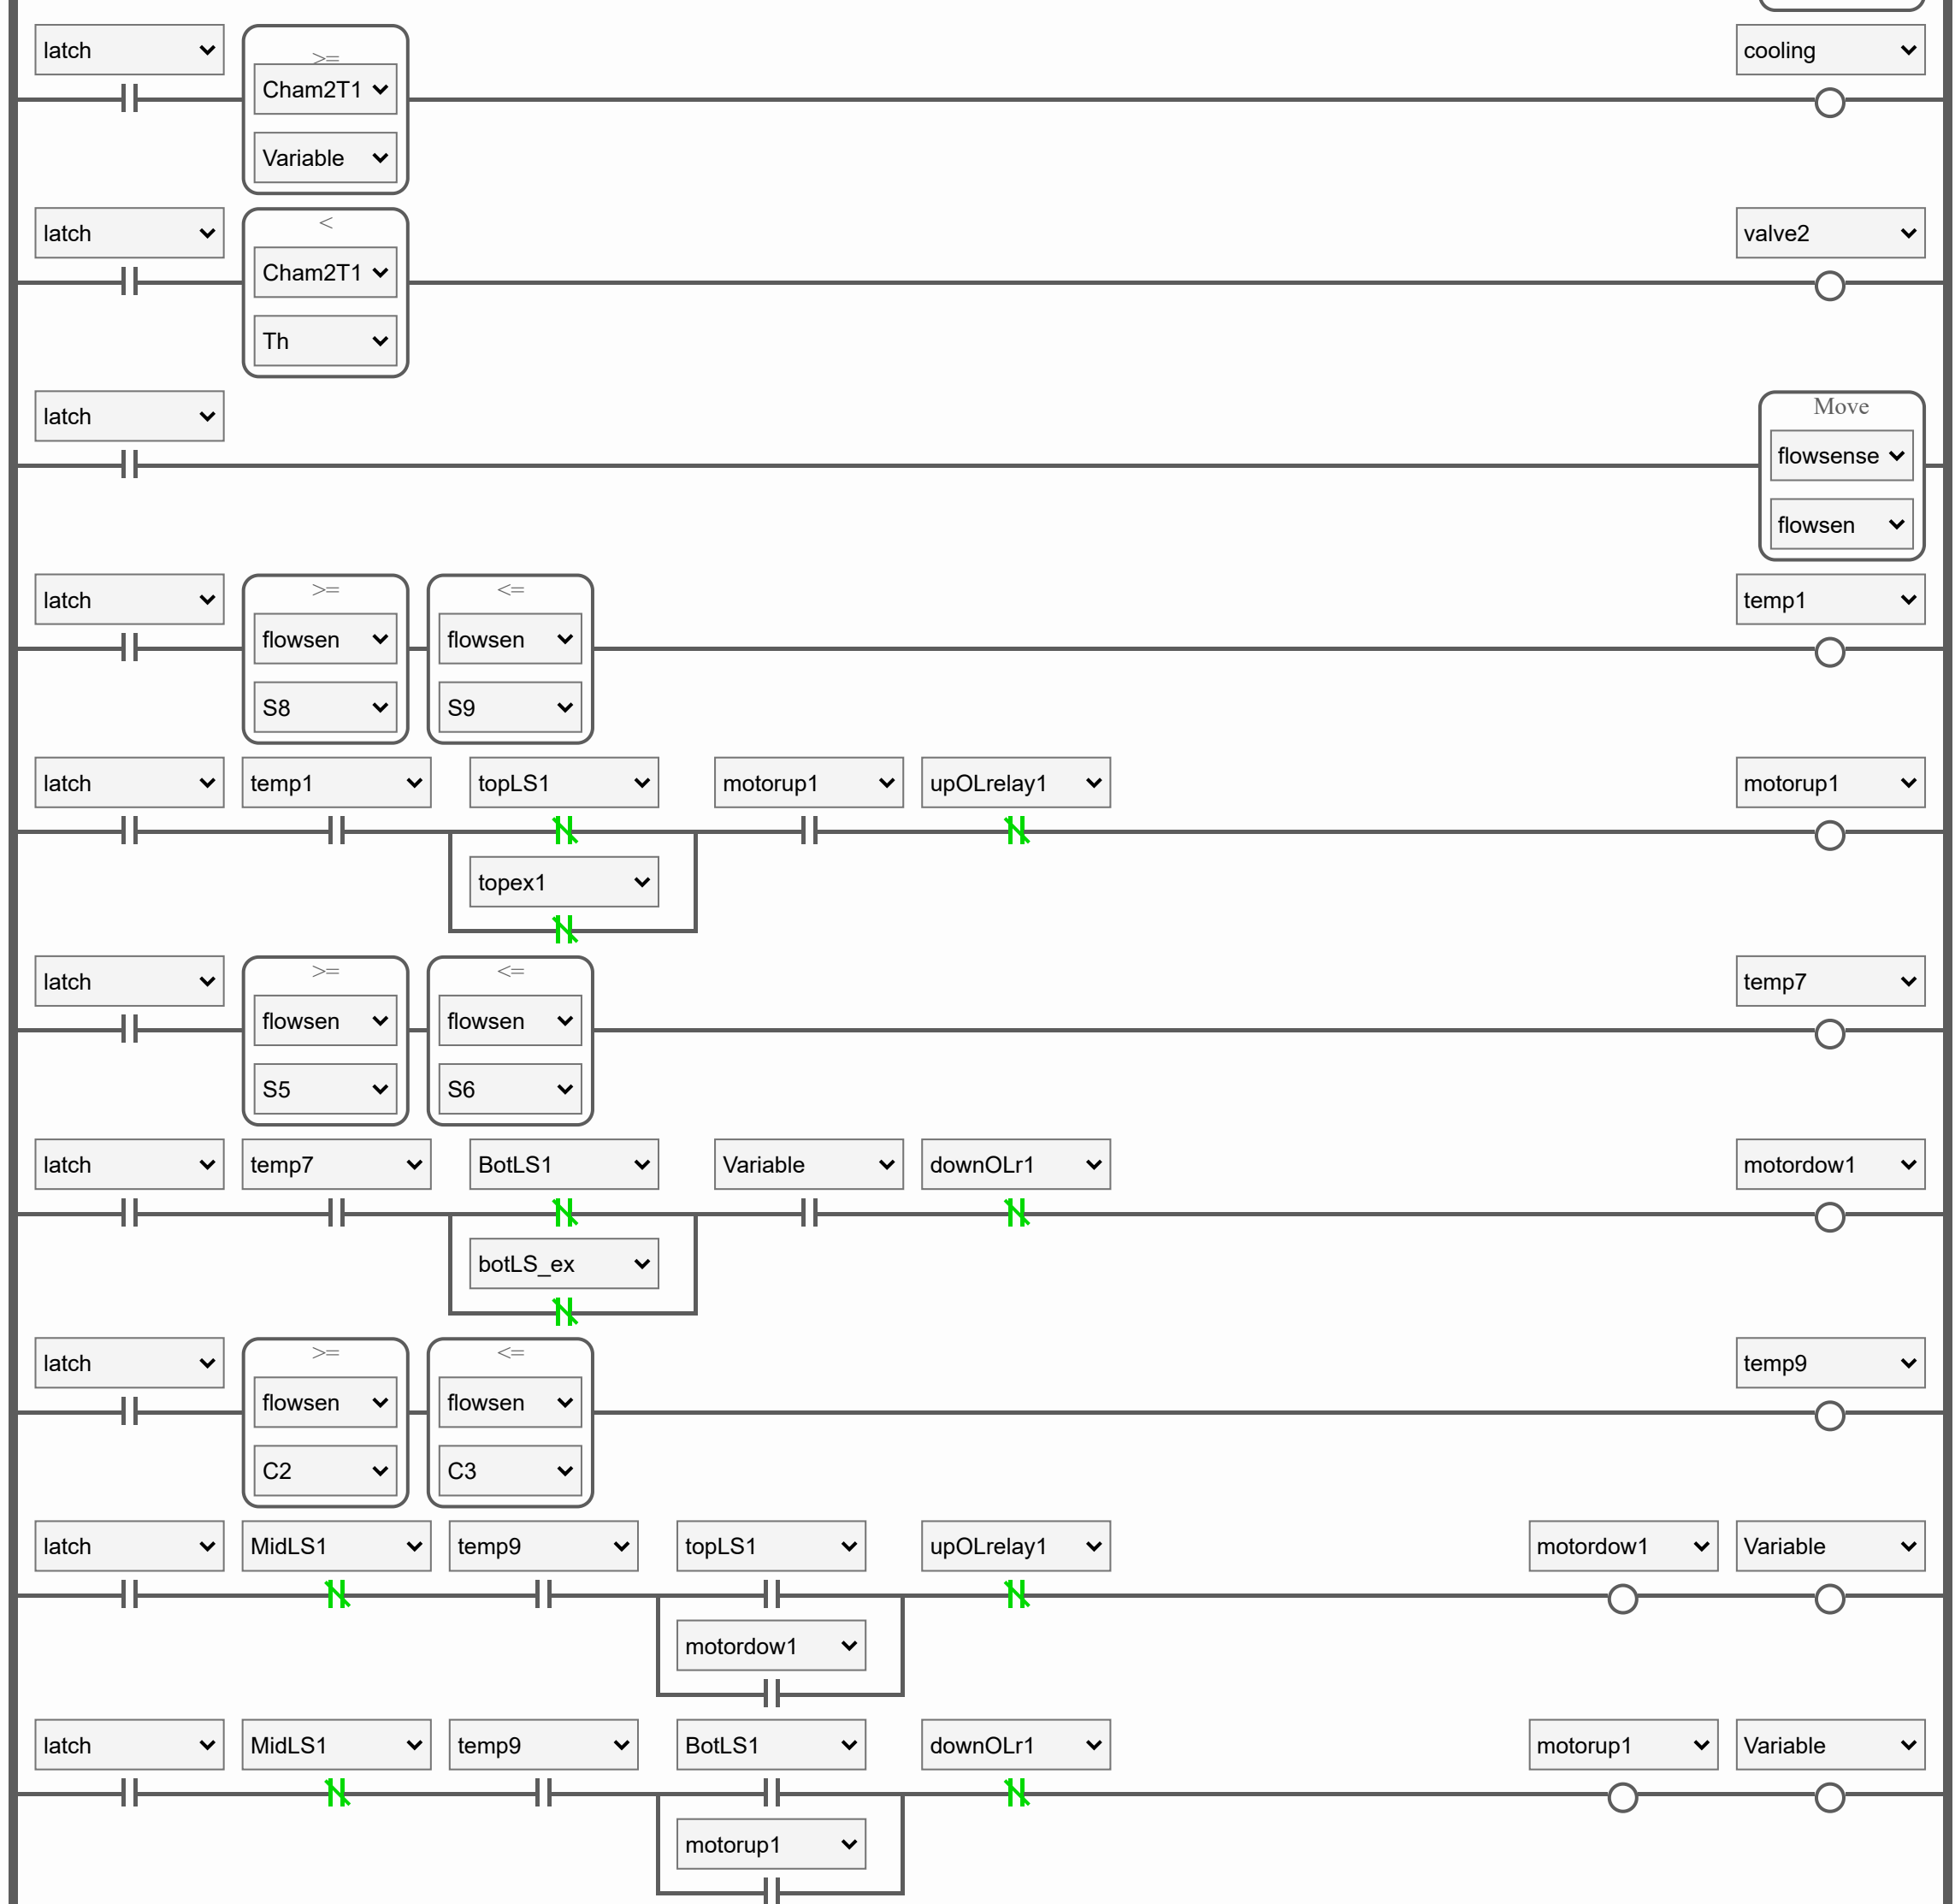 latch >= cooling
Cham2T1
Variable
latch < valve2
Cham2T1
Th
latch Move
flowsense
flowsen
latch >= <= temp1
flowsen flowsen
S8 S9
latch temp1 topLS1 motorup1 upOLrelay1 motorup1
topex1
latch >= <= temp7
flowsen flowsen
S5 S6
latch temp7 BotLS1 Variable downOLr1 motordow1
botLS_ex
latch >= <= temp9
flowsen flowsen
C2 C3
latch MidLS1 temp9 topLS1 upOLrelay1 motordow1 Variable
motordow1
latch MidLS1 temp9 BotLS1 downOLr1 motorup1 Variable
motorup1